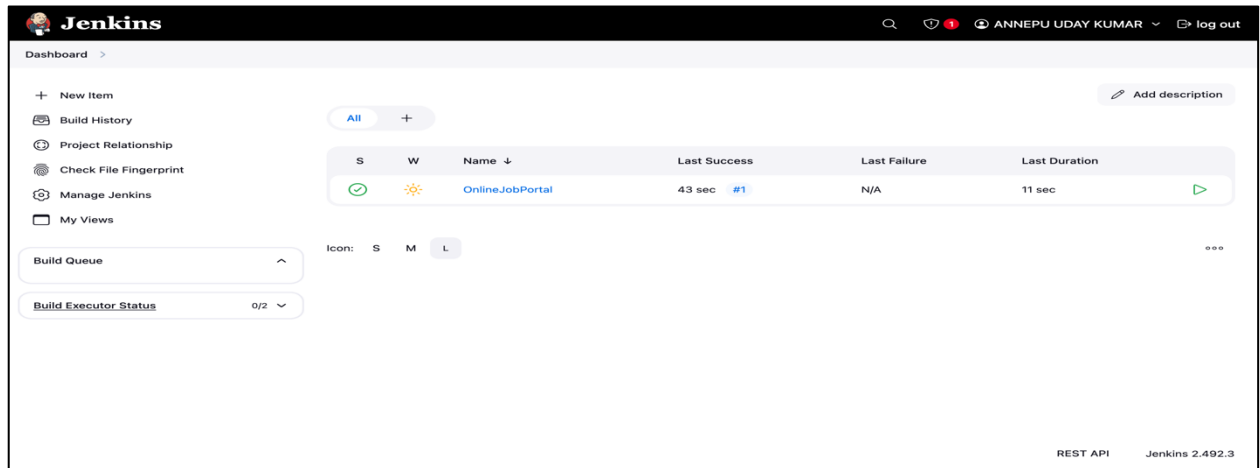 Jenkins
1 ANNEPU UDAY KUMAR log out
Dashboard >
+ New Item
Build History
Project Relationship
Check File Fingerprint
Manage Jenkins
My Views
Build Queue
Build Executor Status 0/2
Add description
All +
S W Name ↓ Last Success Last Failure Last Duration
OnlineJobPortal 43 sec #1 N/A 11 sec
Icon: S M L
REST API Jenkins 2.492.3